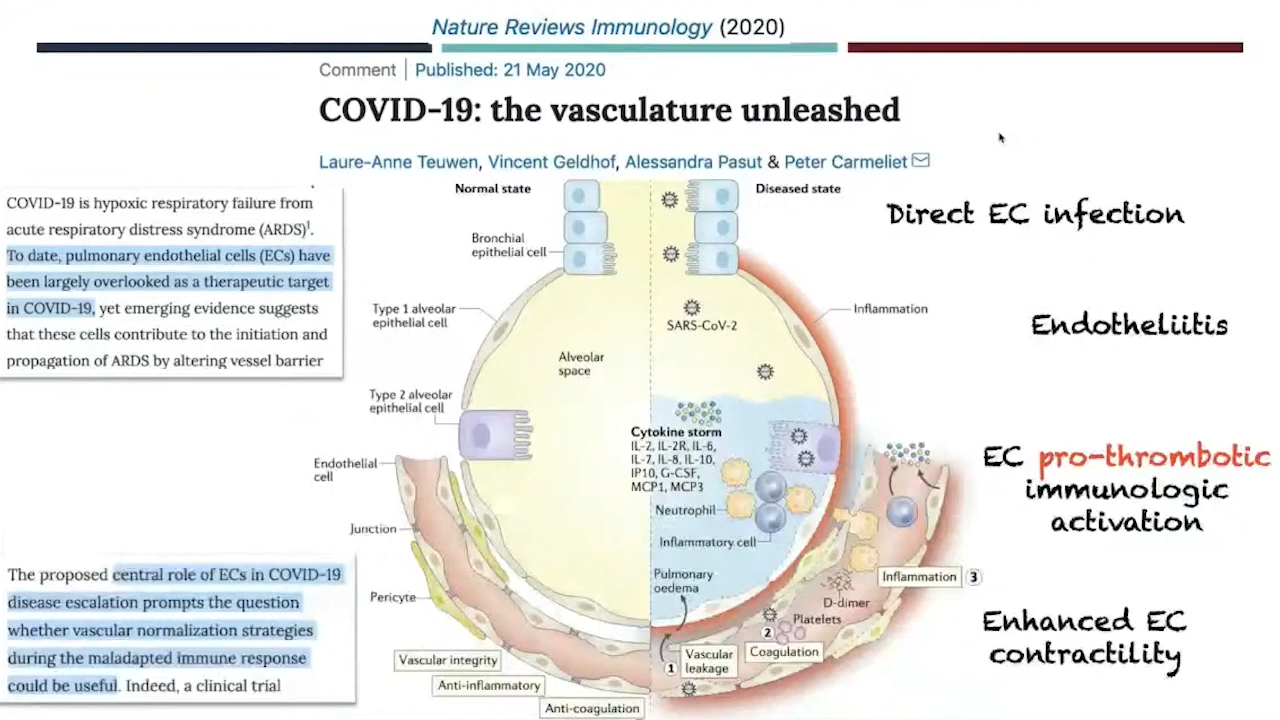 Nature Reviews Immunology (2020)
Comment | Published: 21 May 2020
COVID-19: the vasculature unleashed
Laure-Anne Teuwen, Vincent Geldhof, Alessandra Pasut & Peter Carmeliet
COVID-19 is hypoxic respiratory failure from
acute respiratory distress syndrome (ARDS)¹.
To date, pulmonary endothelial cells (ECs) have
been largely overlooked as a therapeutic target
in COVID-19, yet emerging evidence suggests
that these cells contribute to the initiation and
propagation of ARDS by altering vessel barrier
The proposed central role of ECs in COVID-19
disease escalation prompts the question
whether vascular normalization strategies
during the maladapted immune response
could be useful. Indeed, a clinical trial
Normal state
Diseased state
Bronchial
epithelial cell
Type 1 alveolar
epithelial cell
Inflammation
SARS-CoV-2
Alveolar
space
Type 2 alveolar
epithelial cell
Cytokine storm
IL-2, IL-2R, IL-6,
IL-7, IL-8, IL-10,
IP10, G-CSF,
MCP1, MCP3
Endothelial
cell
Neutrophil
Junction
Inflammatory cell
Pulmonary
oedema
Inflammation 3
Pericyte
D-dimer
Platelets
2
Coagulation
1
Vascular
leakage
Vascular integrity
Anti-inflammatory
Anti-coagulation
Direct EC infection
Endotheliitis
EC pro-thrombotic
immunologic
activation
Enhanced EC
contractility